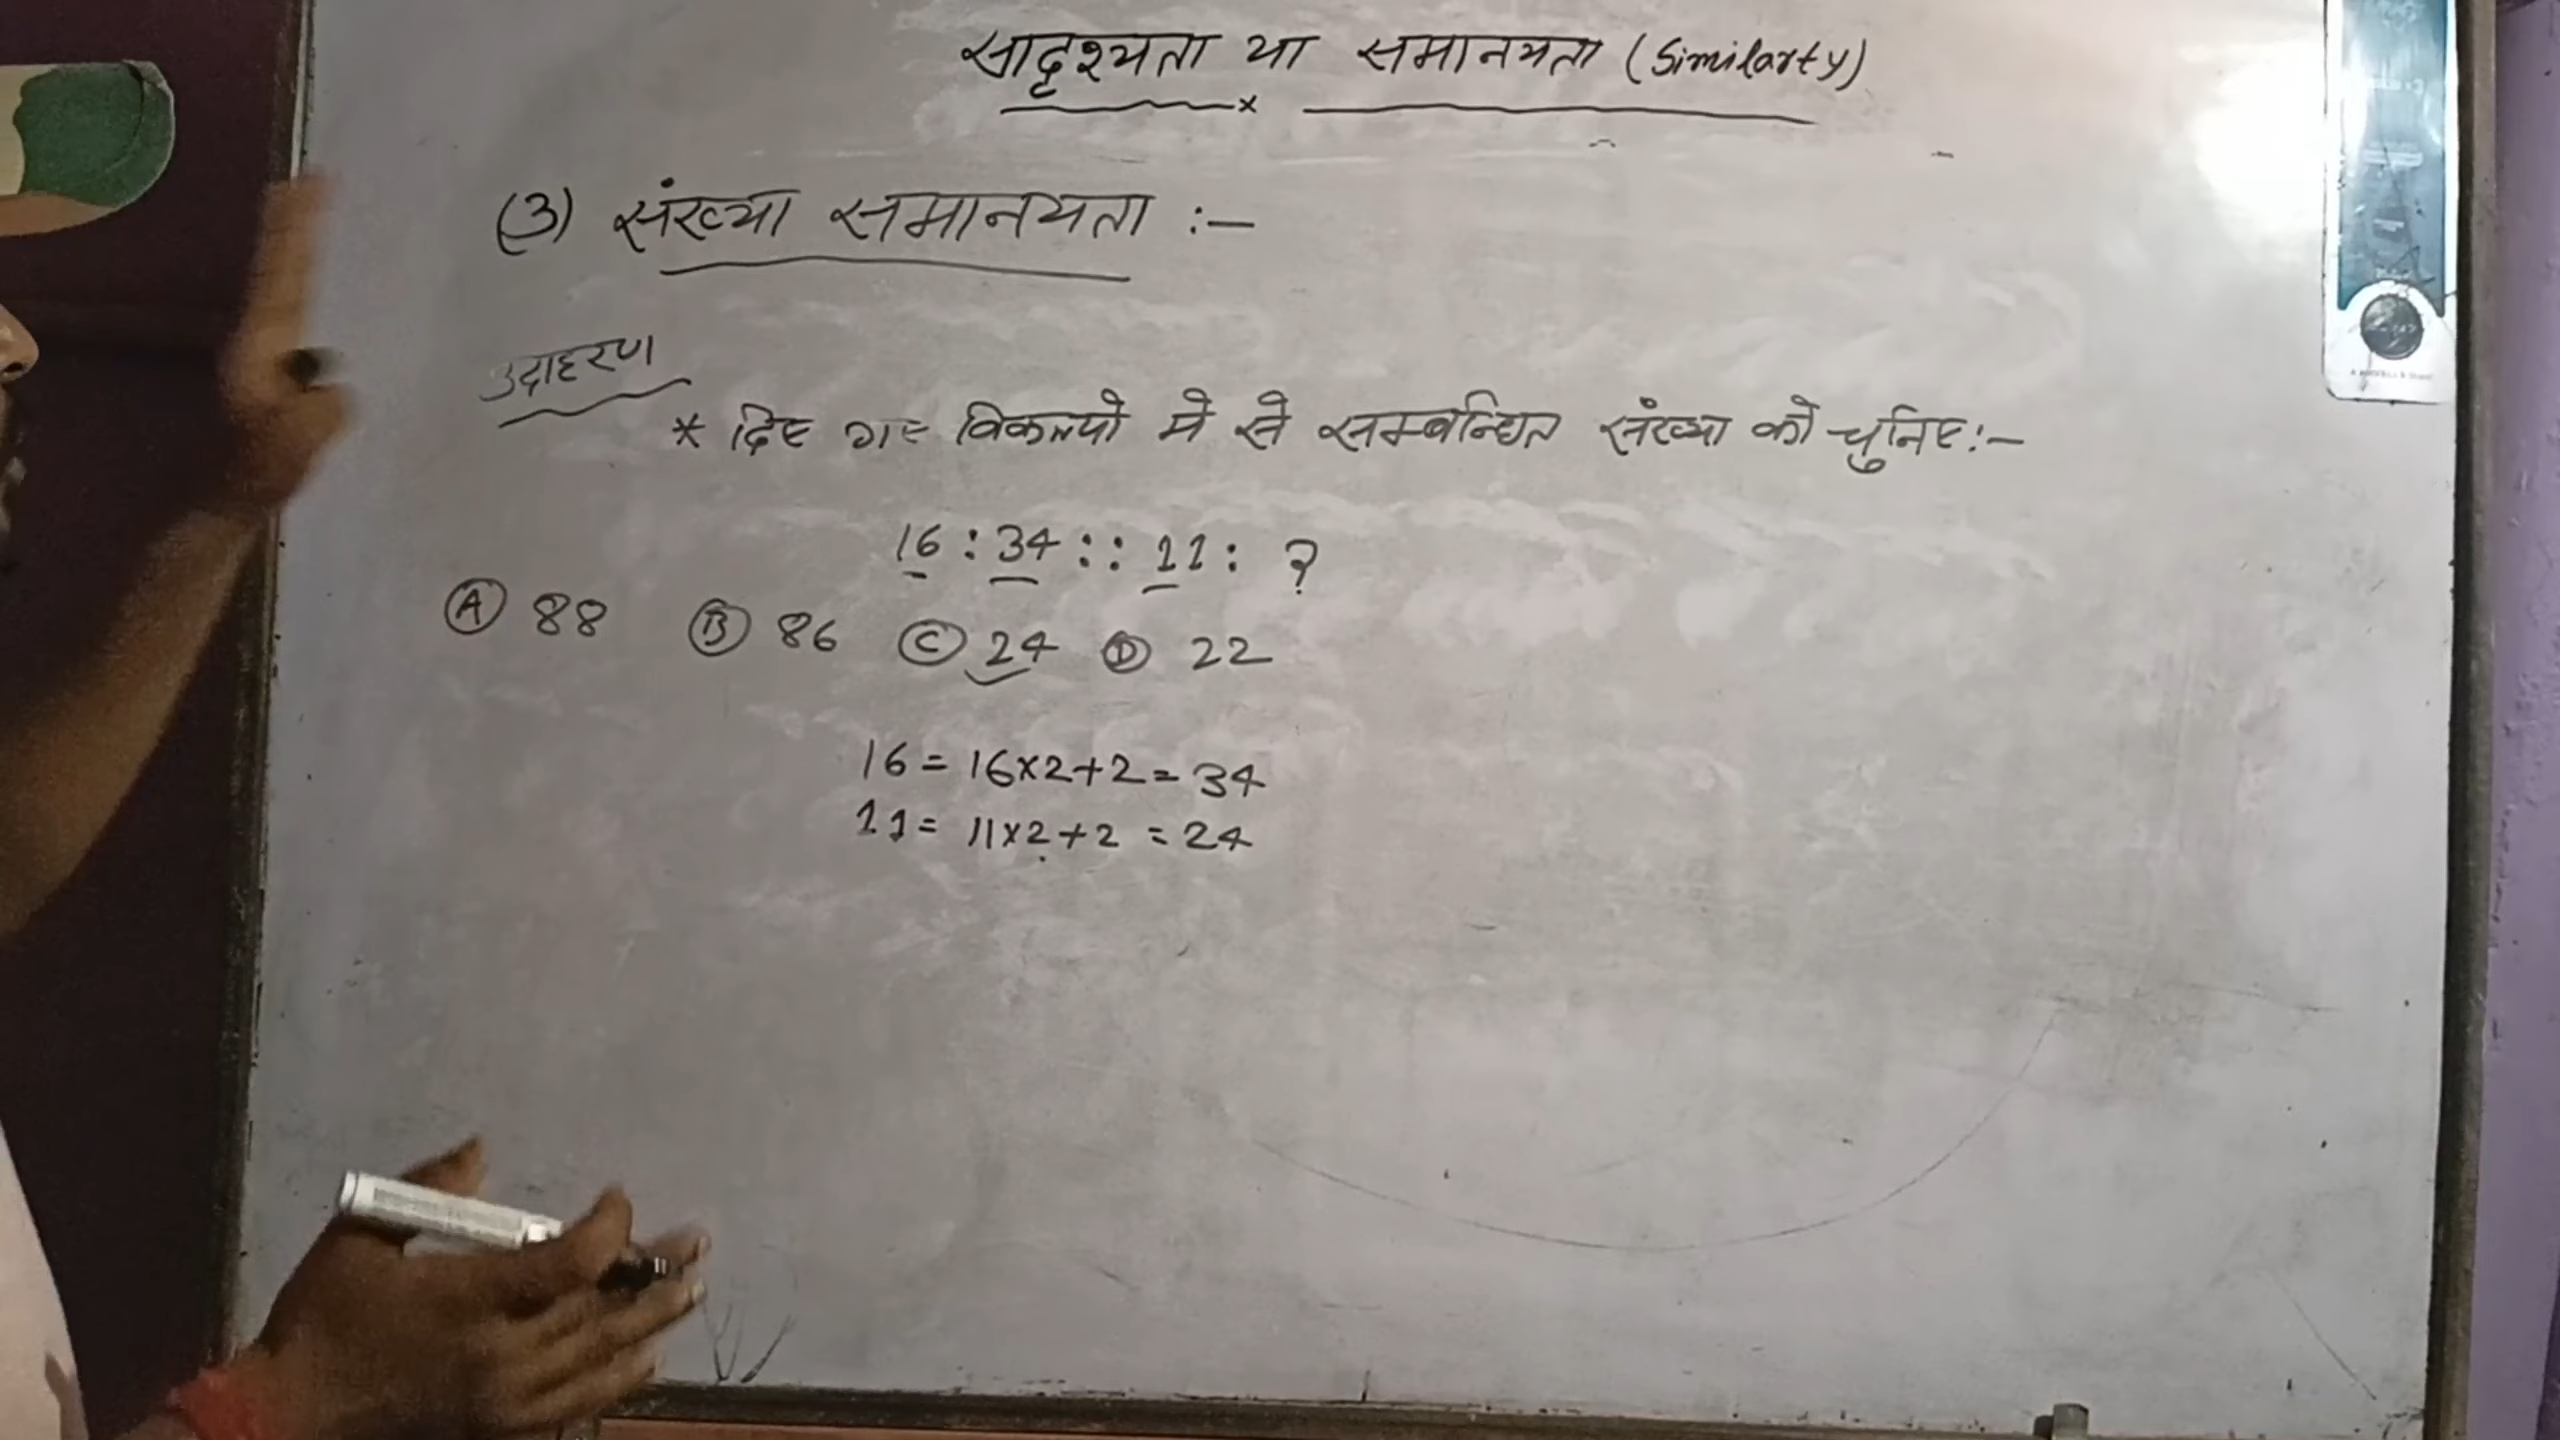 सादृश्यता या समानयता (Similarty)
(3) संख्या समानयता :-
उदाहरण
* दिए गए विकल्पो मे से सम्बन्धित संख्या को चुनिए:-
16 : 34 : : 11 : ?
(A) 88 (B) 86 (C) 24 (D) 22
16 = 16×2+2 = 34
11 = 11×2+2 = 24